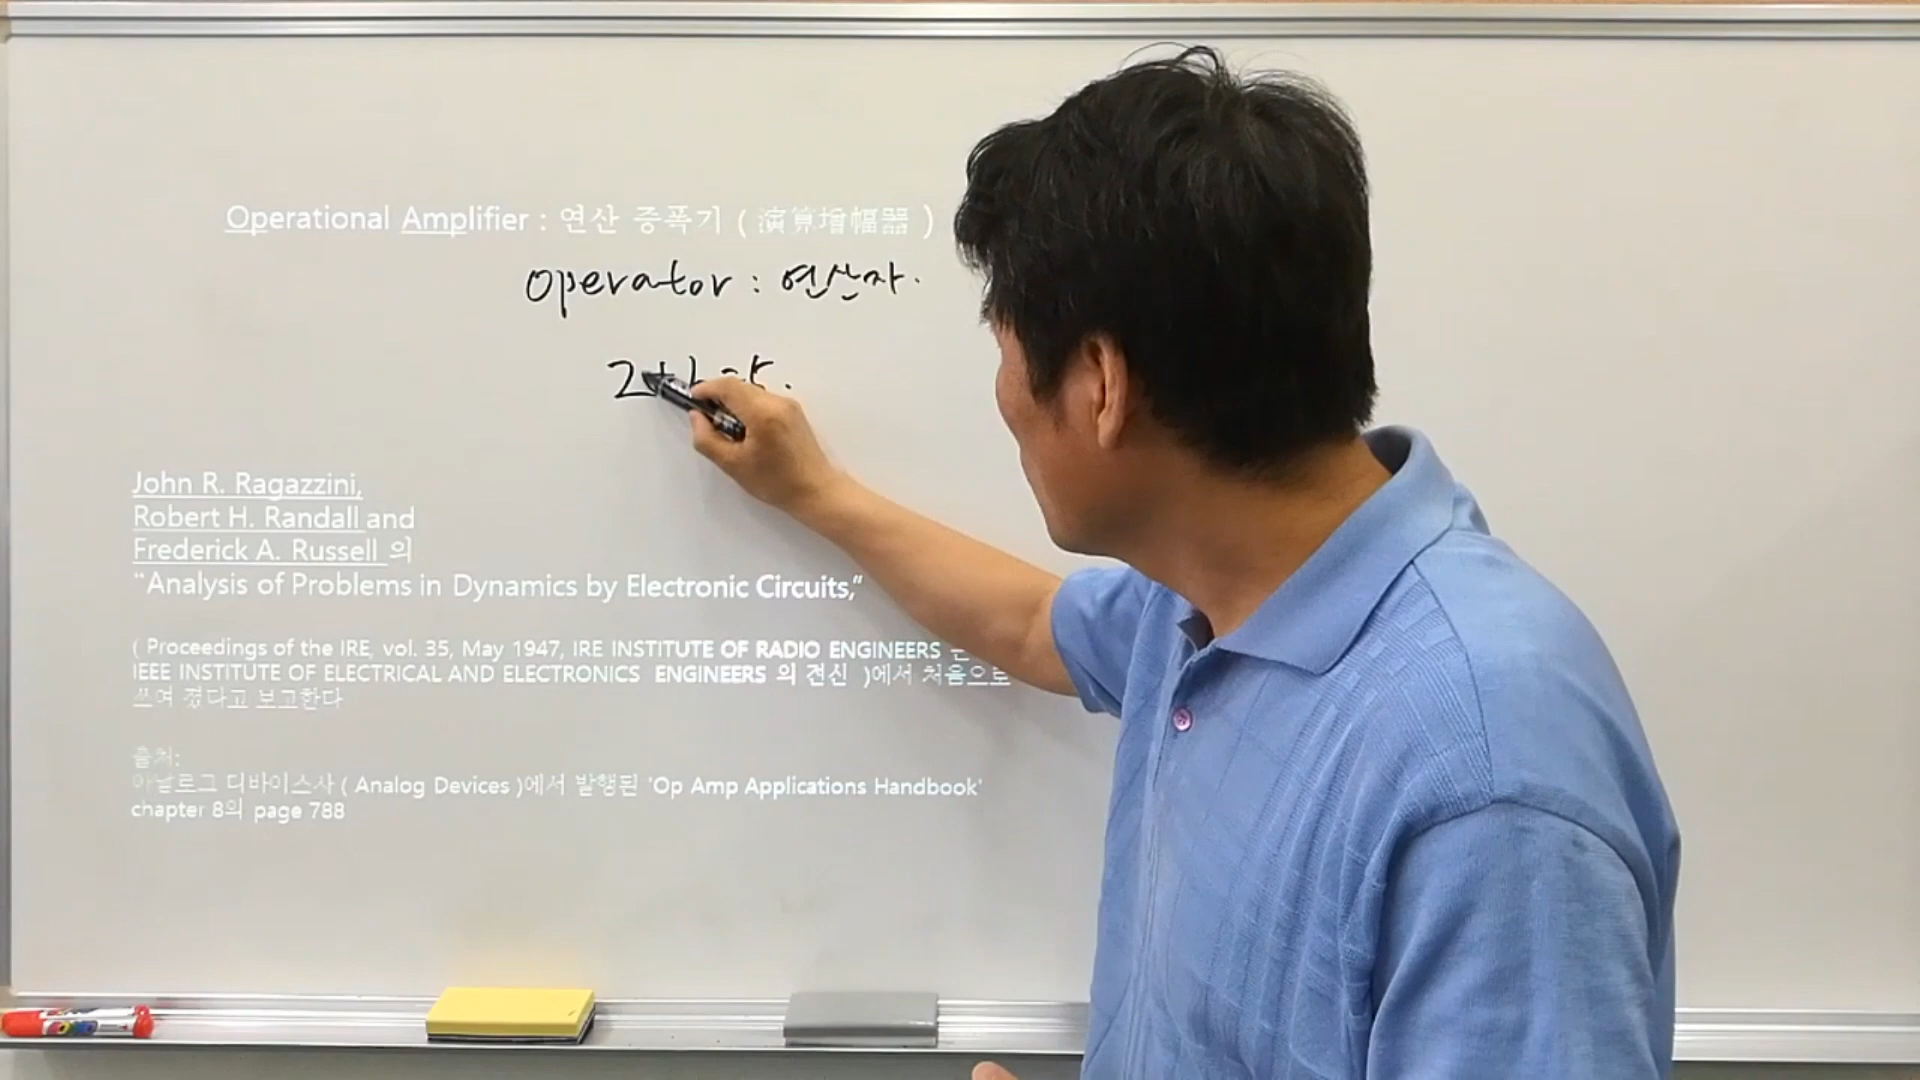 Operational Amplifier : 연산 증폭기 ( 演算增幅器 )
operator : 연산자.
John R. Ragazzini,
Robert H. Randall and
Frederick A. Russell 의
“Analysis of Problems in Dynamics by Electronic Circuits,”
( Proceedings of the IRE, vol. 35, May 1947, IRE INSTITUTE OF RADIO ENGINEERS 는
IEEE INSTITUTE OF ELECTRICAL AND ELECTRONICS ENGINEERS 의 전신 )에서 처음으로
쓰여 졌다고 보고한다
출처:
아날로그 디바이스사 ( Analog Devices )에서 발행된 'Op Amp Applications Handbook'
chapter 8의 page 788